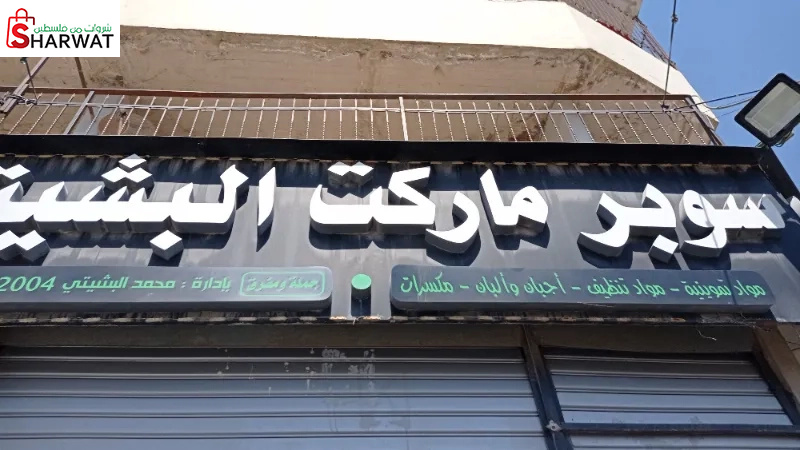 شروات من فلسطين
SHARWAT
سوبر ماركت البشيتي
مواد تموينية - مواد تنظيف - أجبان وألبان - مكسرات
جملة ومفرق بإدارة : محمد البشيتي 2004